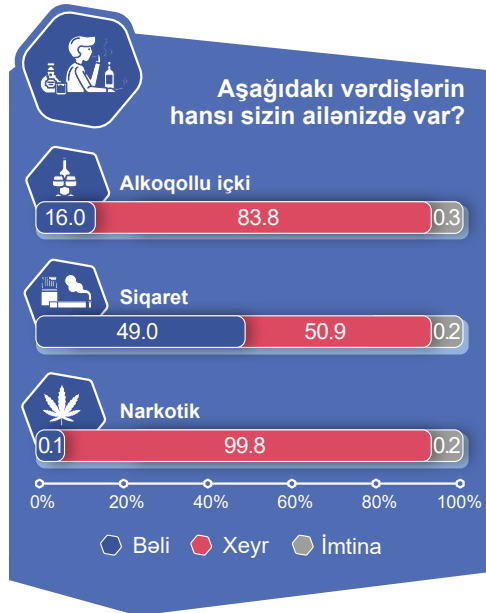 Aşağıdakı vərdişlərin
hansı sizin ailənizdə var?
Alkoqollu içki
16.0 83.8 0.3
Siqaret
49.0 50.9 0.2
Narkotik
0.1 99.8 0.2
0% 20% 40% 60% 80% 100%
Bəli Xeyr İmtina